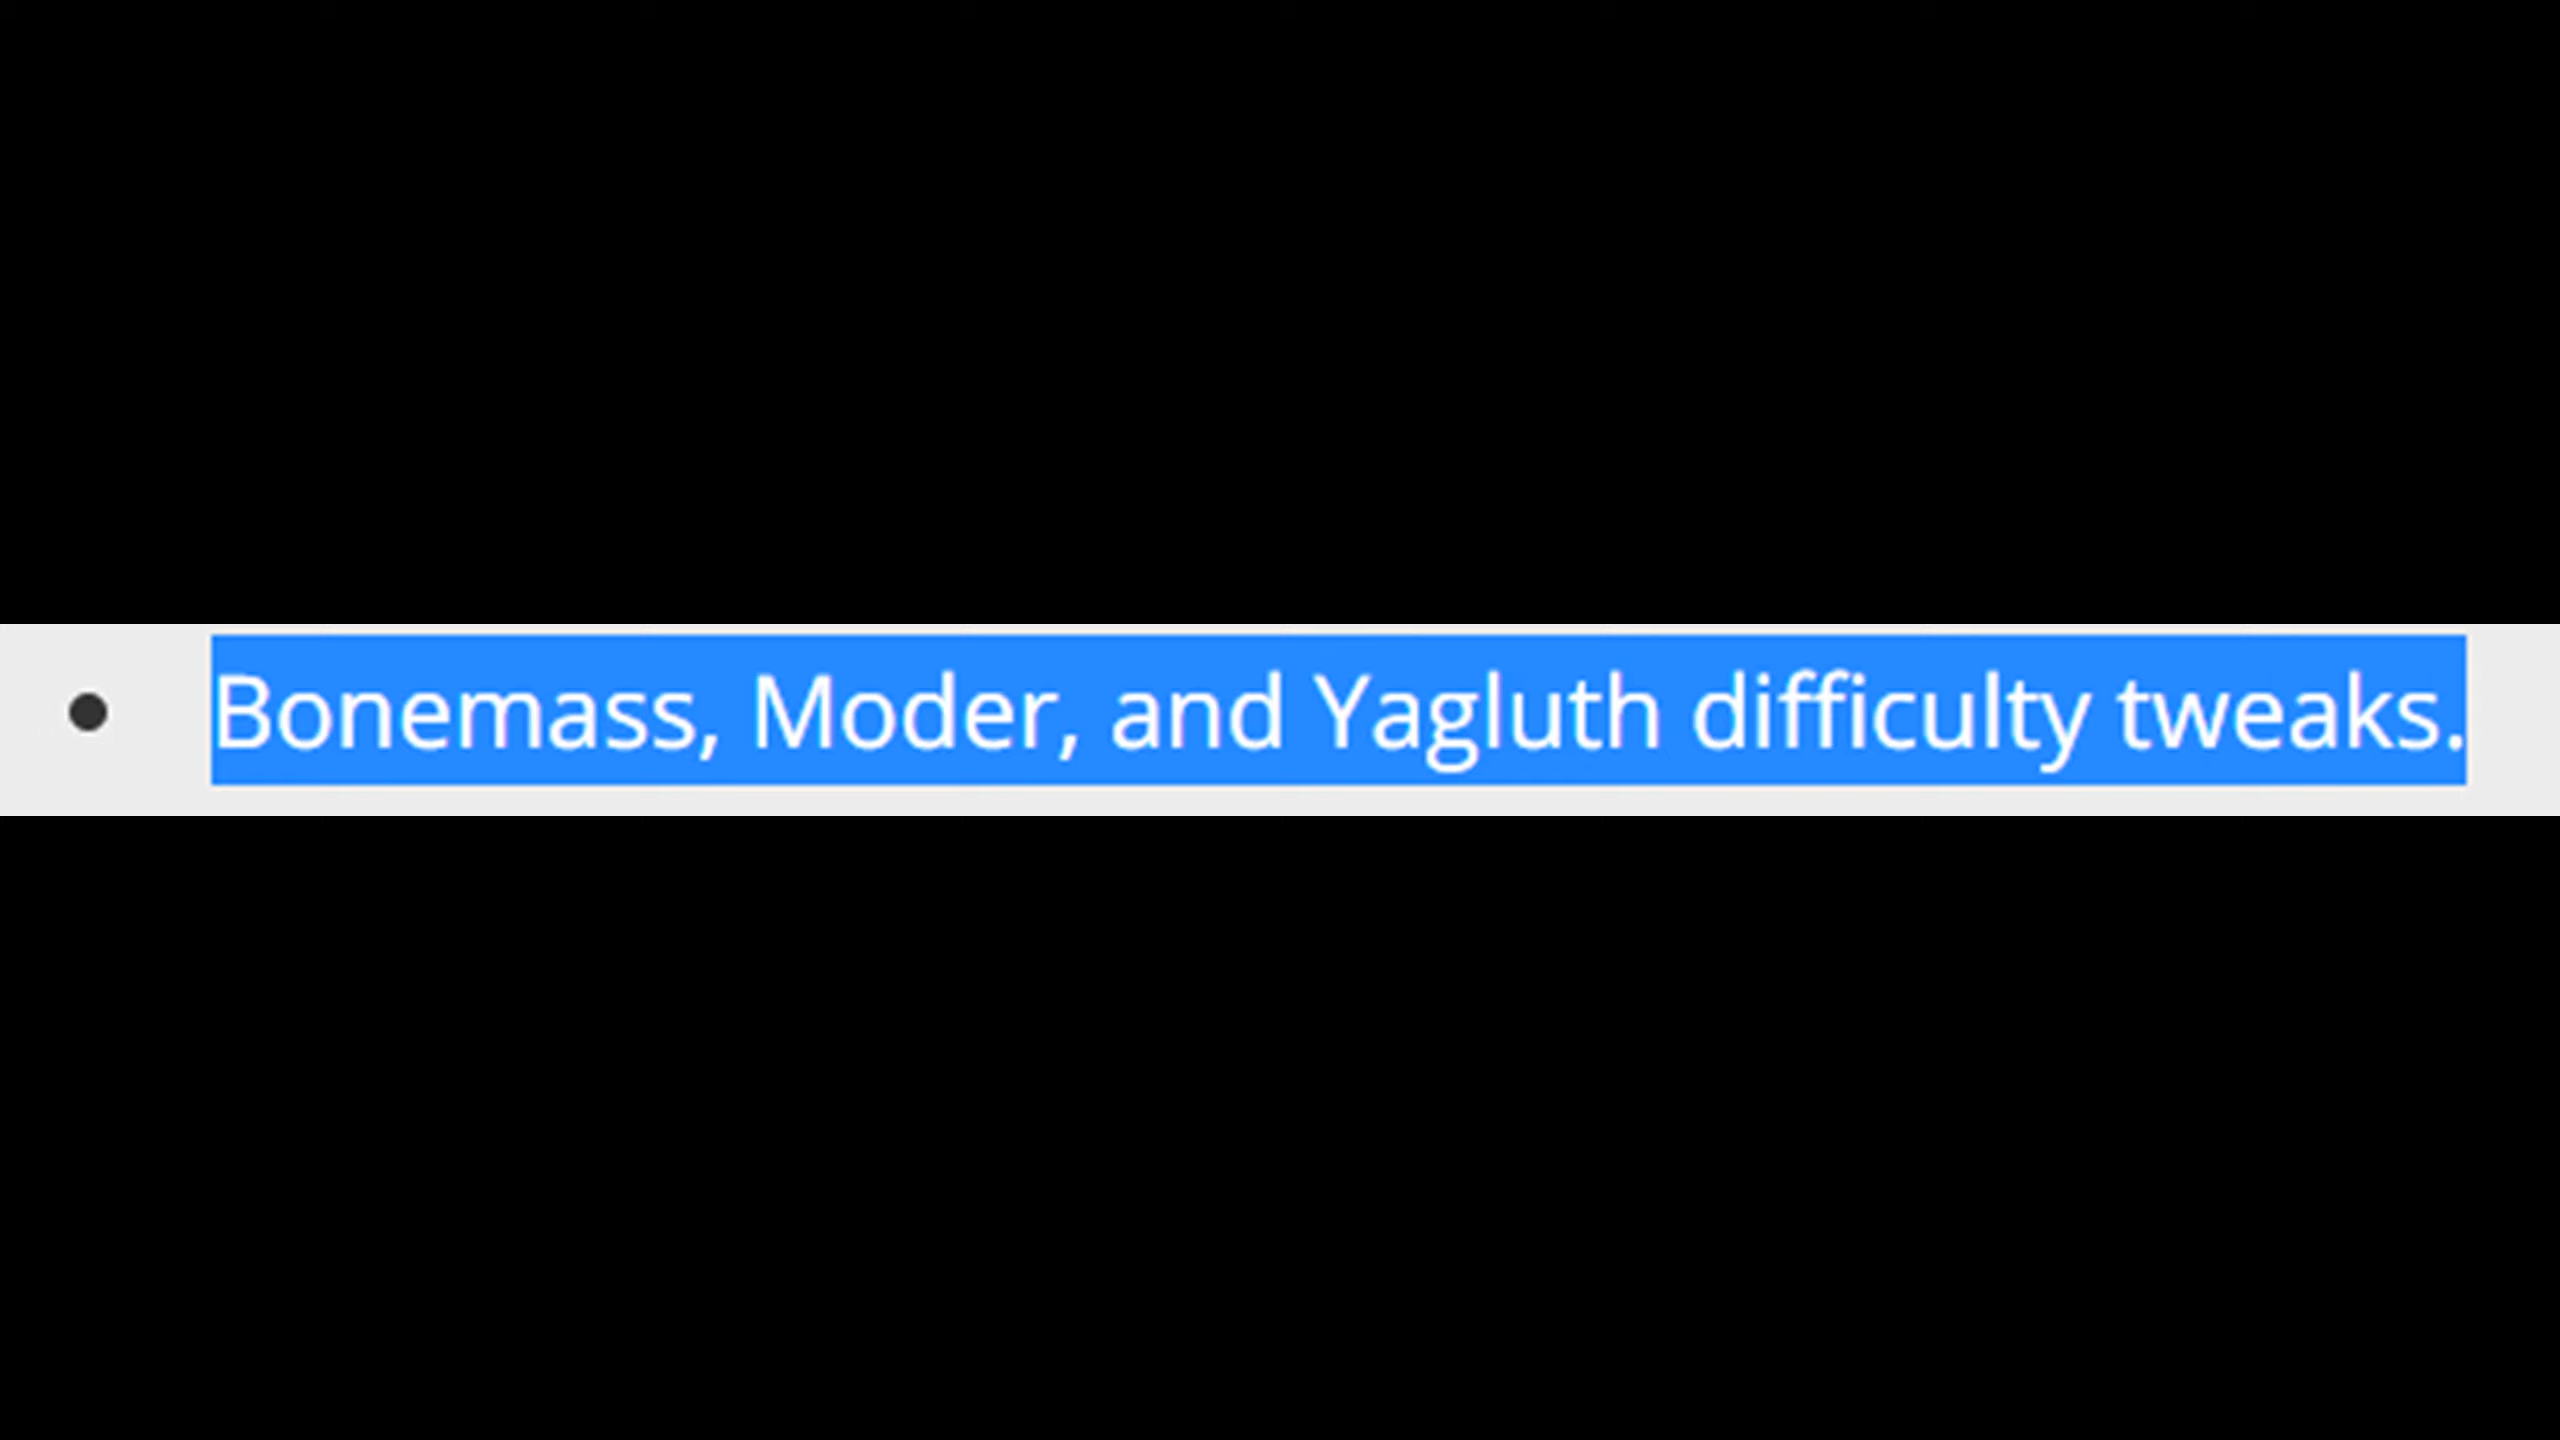 • Bonemass, Moder, and Yagluth difficulty tweaks.